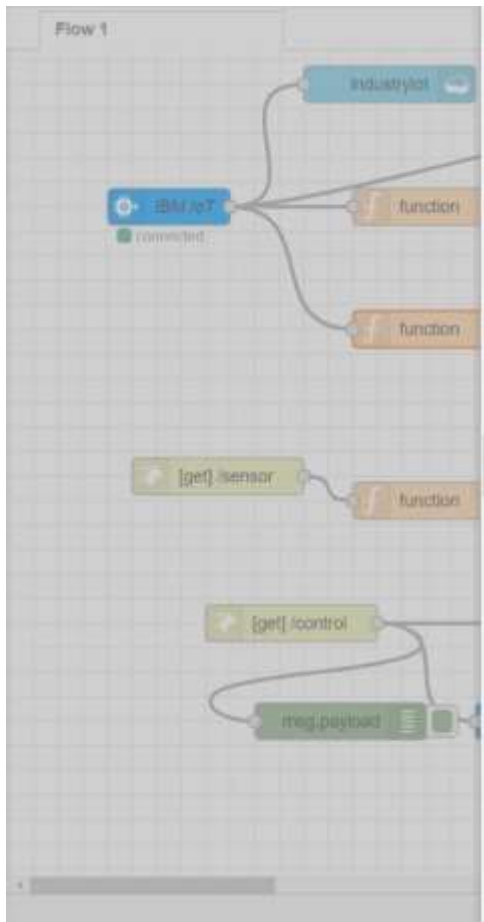 Flow 1
industryiot
IBM IoT
function
connected
function
[get] /sensor
function
[get] /control
msg.payload